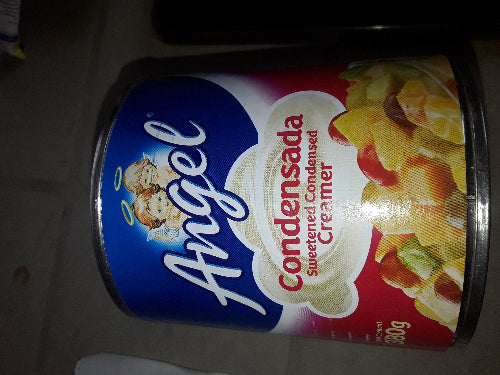 Angel
Condensada
Sweetened Condensed
Creamer